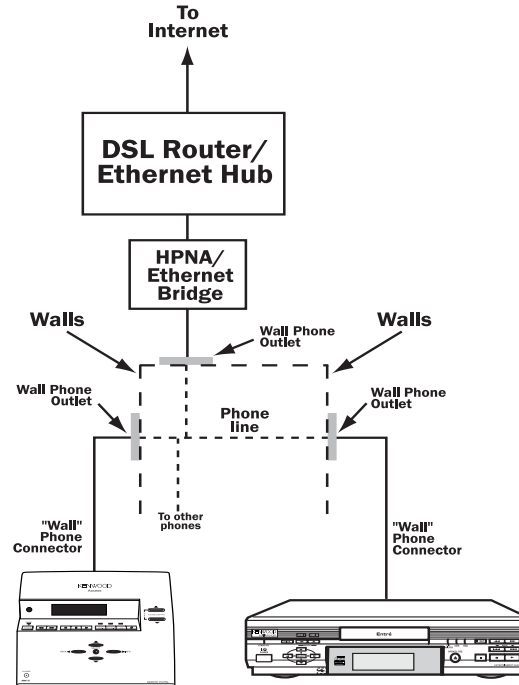 To
Internet
DSL Router/
Ethernet Hub
HPNA/
Ethernet
Bridge
Walls
Wall Phone
Outlet
Walls
Wall Phone
Outlet
Phone
line
Wall Phone
Outlet
To other
phones
"Wall"
Phone
Connector
"Wall"
Phone
Connector
KENWOOD
KENWOOD
Entré